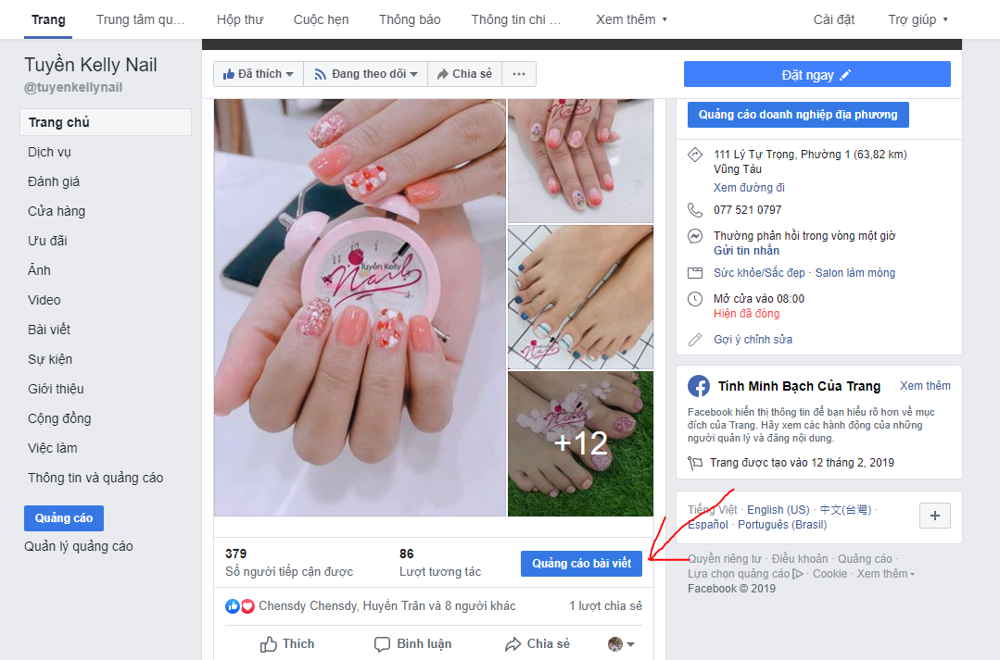 Trang Trung tâm qu… Hộp thư Cuộc hẹn Thông báo Thông tin chi … Xem thêm Cài đặt Trợ giúp
Tuyền Kelly Nail
@tuyenkellynail
Trang chủ
Dịch vụ
Đánh giá
Cửa hàng
Ưu đãi
Ảnh
Video
Bài viết
Sự kiện
Giới thiệu
Cộng đồng
Việc làm
Thông tin và quảng cáo
Quảng cáo
Quản lý quảng cáo
Đã thích Đang theo dõi Chia sẻ ...
Đặt ngay
Tuyền Kelly
Nails
+12
379
Số người tiếp cận được
86
Lượt tương tác
Quảng cáo bài viết
Chensdy Chensdy, Huyền Trân và 8 người khác
1 lượt chia sẻ
Thích Bình luận Chia sẻ
Quảng cáo doanh nghiệp địa phương
111 Lý Tự Trọng, Phường 1 (63,82 km)
Vũng Tàu
Xem đường đi
077 521 0797
Thường phản hồi trong vòng một giờ
Gửi tin nhắn
Sức khỏe/Sắc đẹp · Salon làm móng
Mở cửa vào 08:00
Hiện đã đóng
Gợi ý chỉnh sửa
Tính Minh Bạch Của Trang Xem thêm
Facebook hiển thị thông tin để bạn hiểu rõ hơn về mục
đích của Trang. Hãy xem các hành động của những
người quản lý và đăng nội dung.
Trang được tạo vào 12 tháng 2, 2019
Tiếng Việt · English (US) · 中文(台灣) ·
Español · Português (Brasil)
+
Quyền riêng tư · Điều khoản · Quảng cáo ·
Lựa chọn quảng cáo · Cookie · Xem thêm
Facebook © 2019